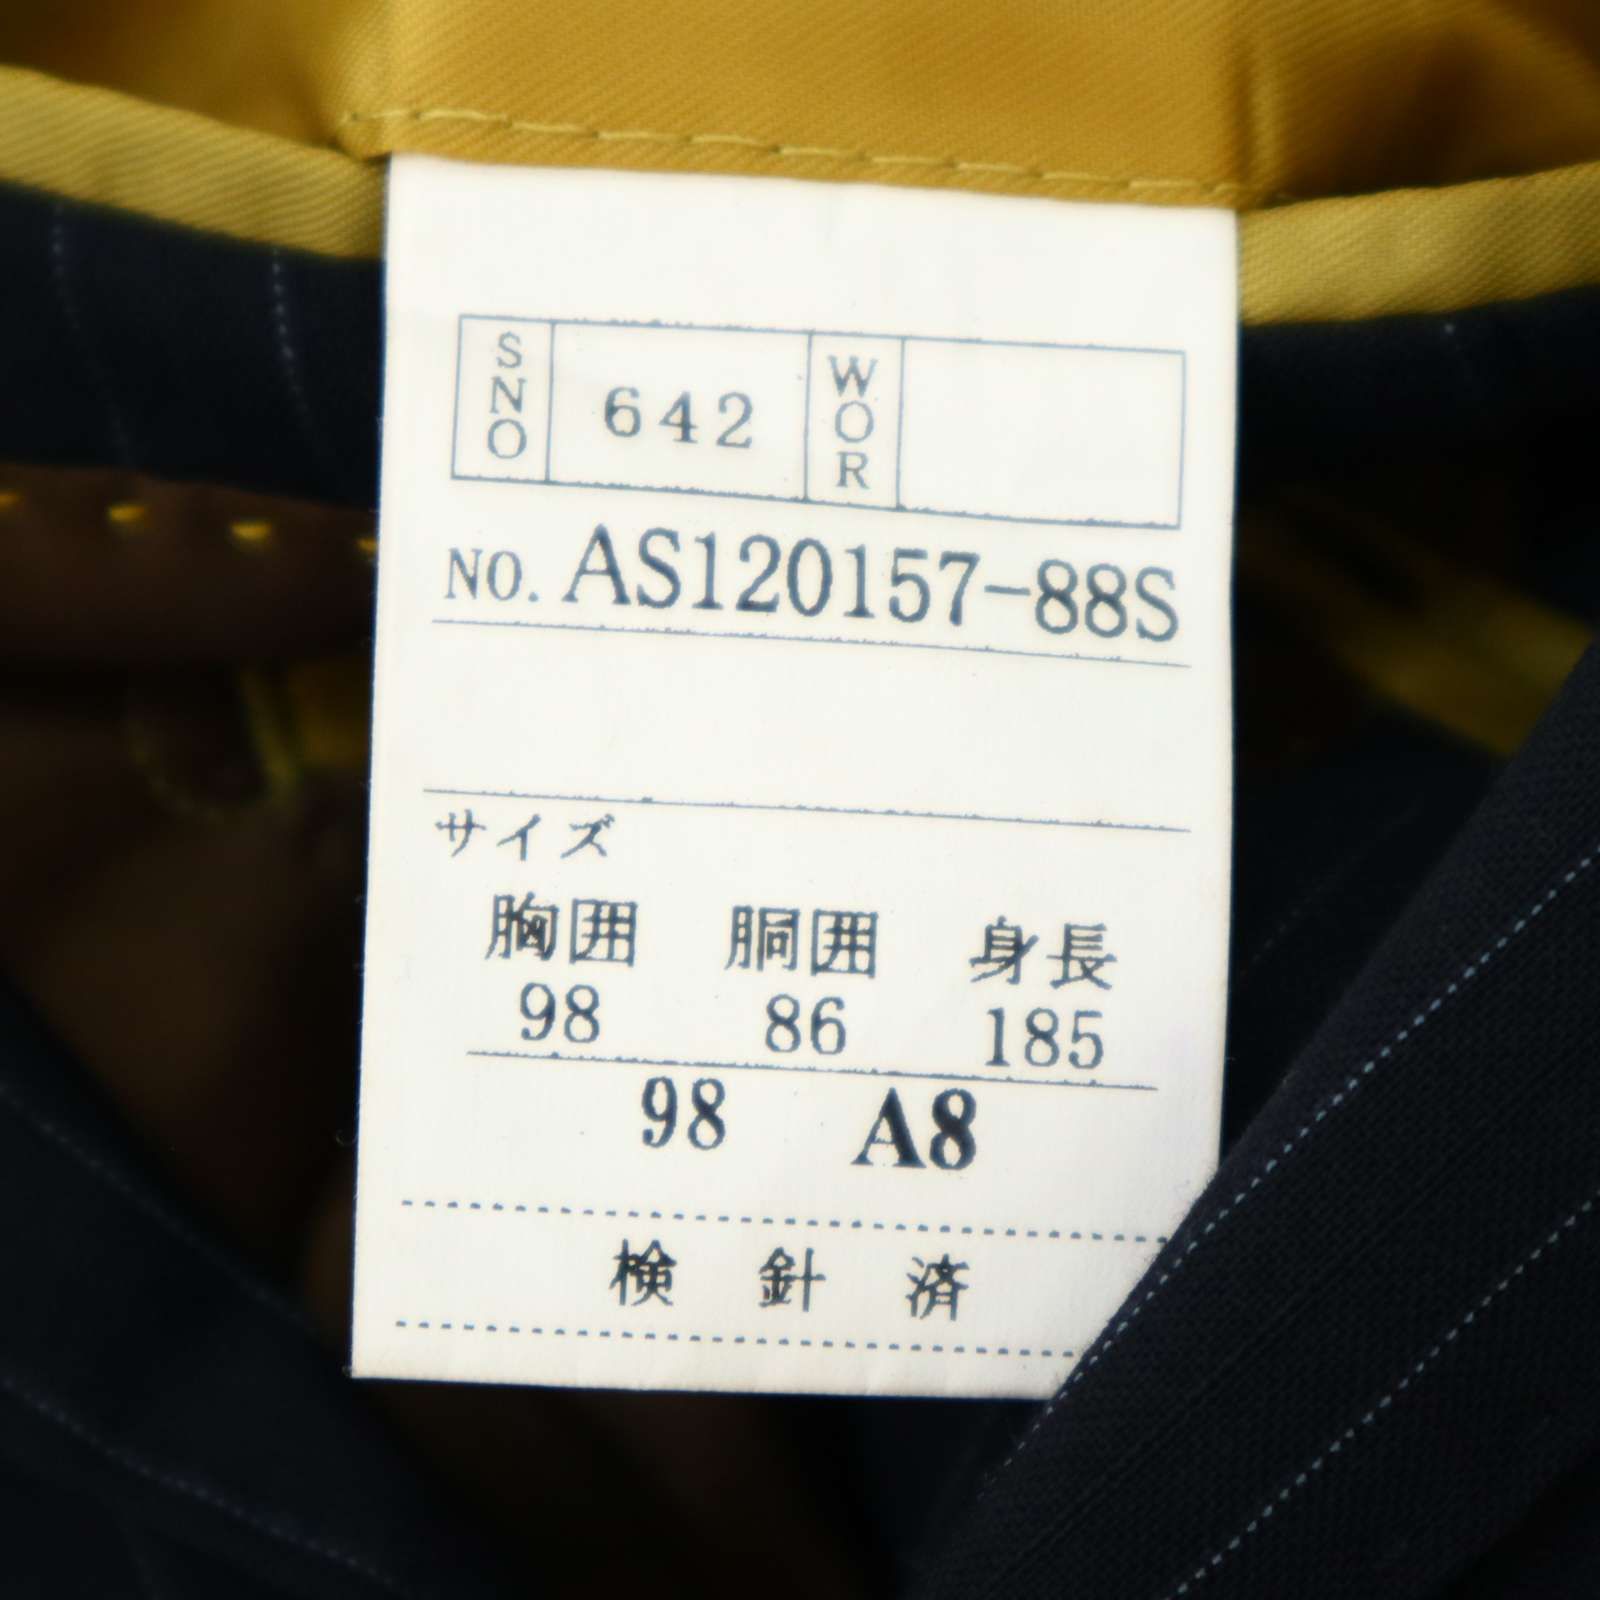 SNO 642 WOR
NO. AS120157-88S
サイズ
胸囲 胴囲 身長
98 86 185
98 A8
検針済